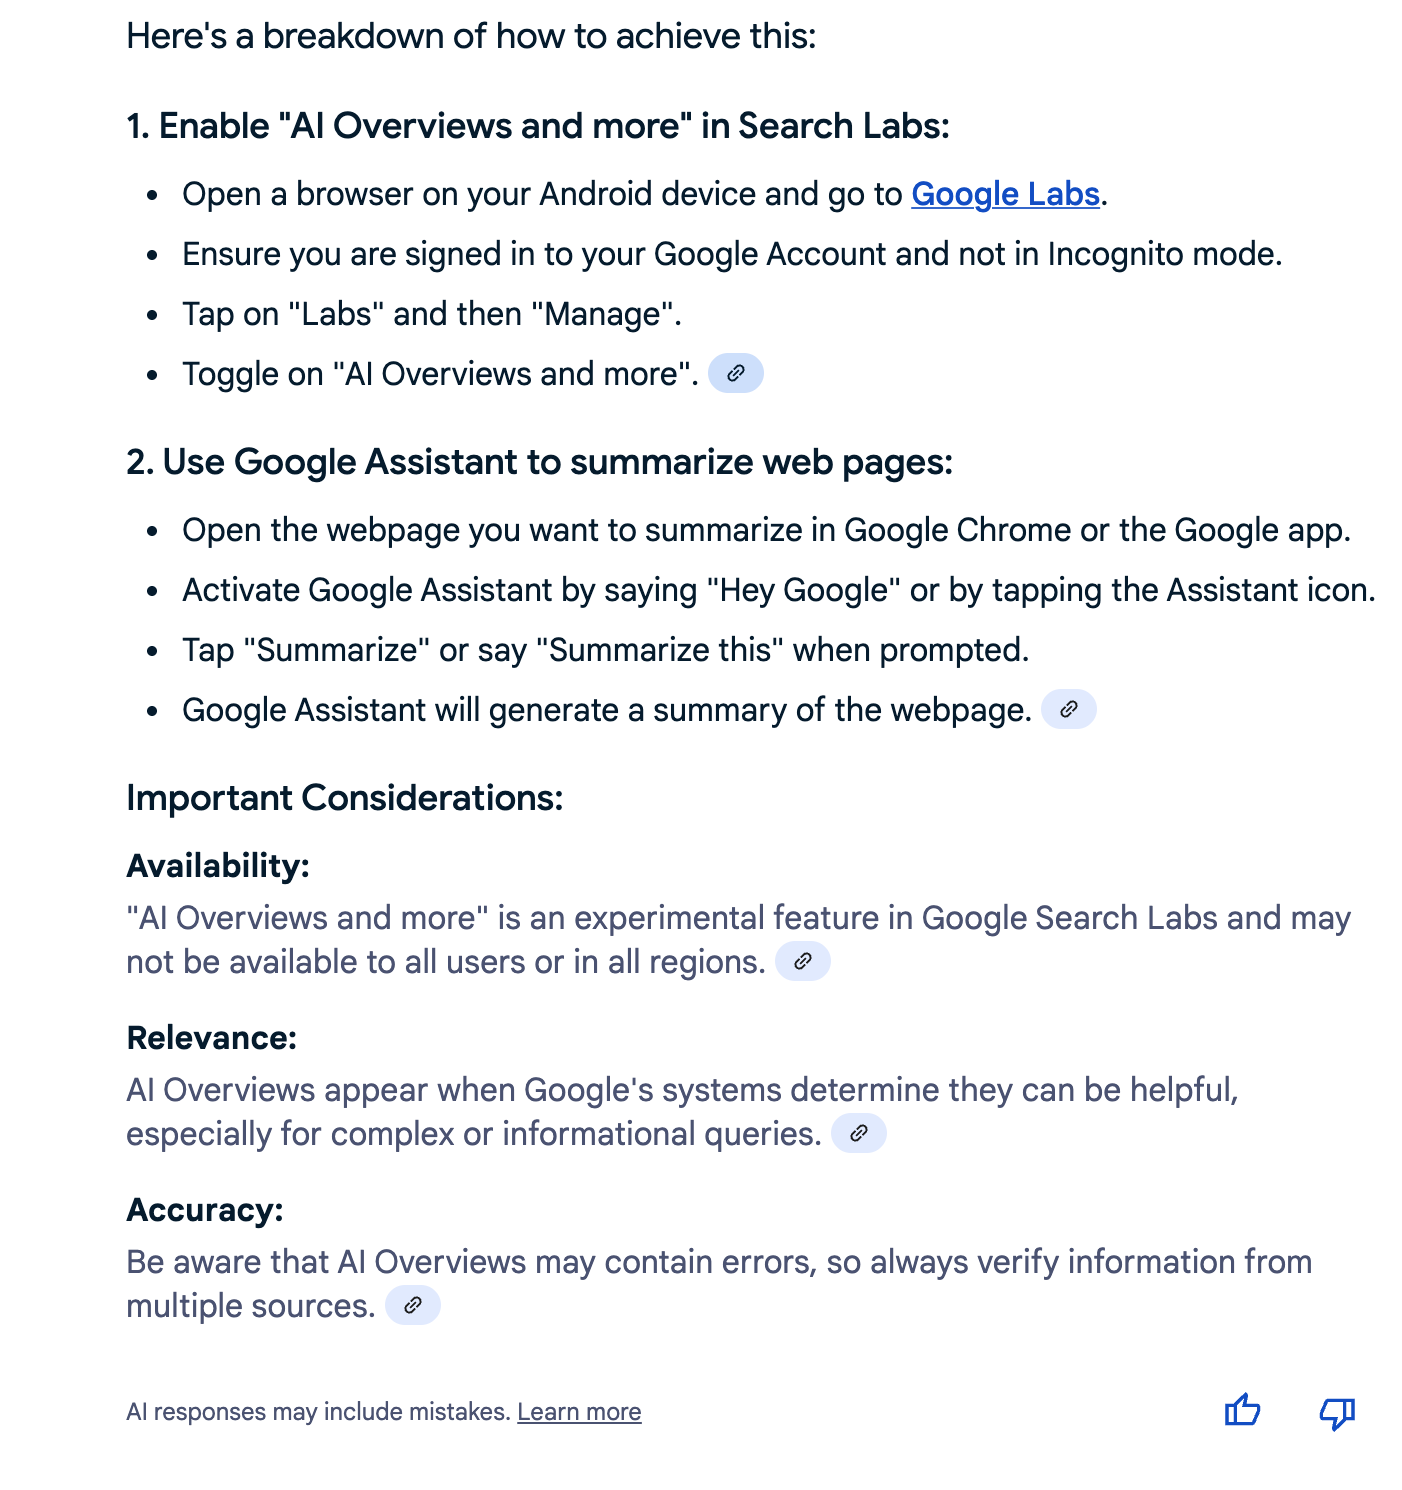 Here's a breakdown of how to achieve this:
1. Enable "AI Overviews and more" in Search Labs:
• Open a browser on your Android device and go to Google Labs.
• Ensure you are signed in to your Google Account and not in Incognito mode.
• Tap on "Labs" and then "Manage".
• Toggle on "AI Overviews and more".
2. Use Google Assistant to summarize web pages:
• Open the webpage you want to summarize in Google Chrome or the Google app.
• Activate Google Assistant by saying "Hey Google" or by tapping the Assistant icon.
• Tap "Summarize" or say "Summarize this" when prompted.
• Google Assistant will generate a summary of the webpage.
Important Considerations:
Availability:
"AI Overviews and more" is an experimental feature in Google Search Labs and may
not be available to all users or in all regions.
Relevance:
AI Overviews appear when Google's systems determine they can be helpful,
especially for complex or informational queries.
Accuracy:
Be aware that AI Overviews may contain errors, so always verify information from
multiple sources.
AI responses may include mistakes. Learn more